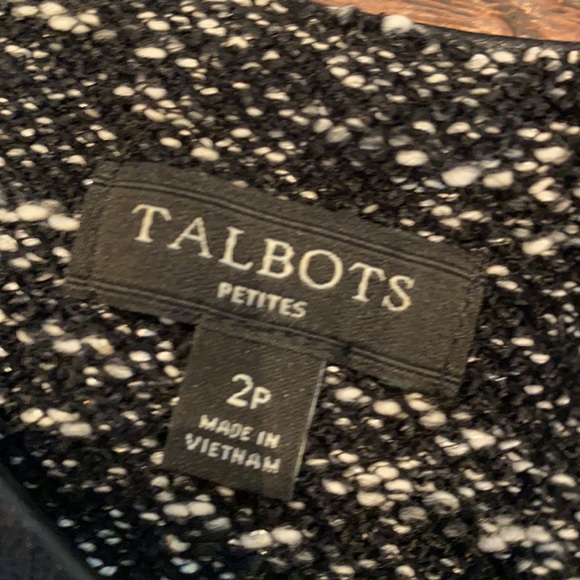 TALBOTS
PETITES
2P
MADE IN
VIETNAM